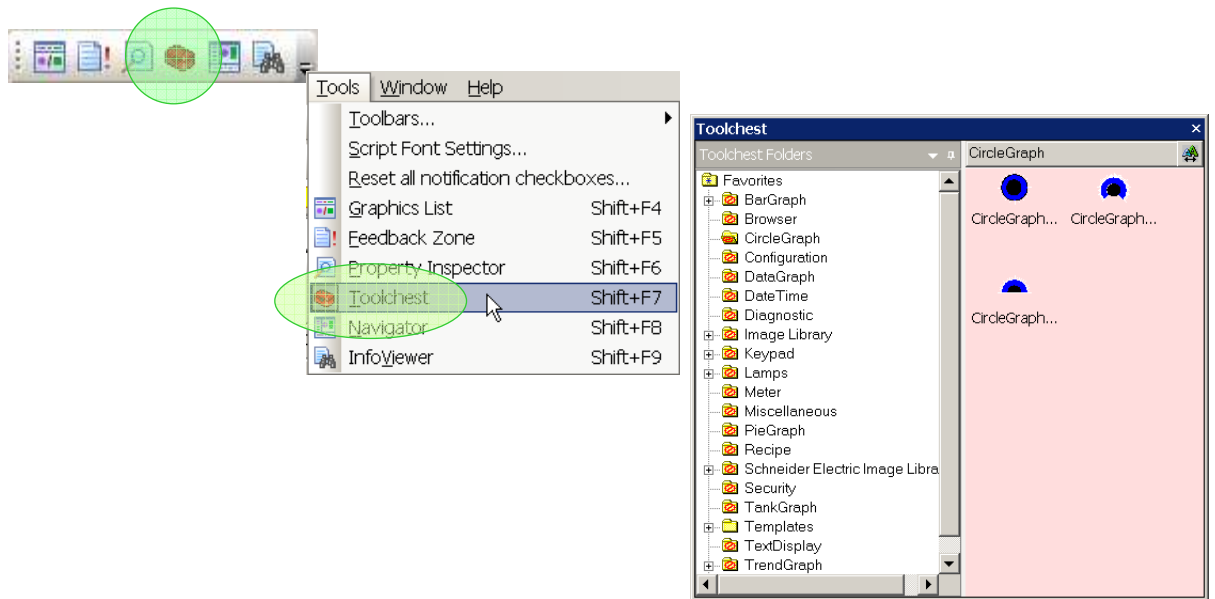 Tools Window Help
Toolbars...
Script Font Settings...
Reset all notification checkboxes...
Graphics List Shift+F4
Feedback Zone Shift+F5
Property Inspector Shift+F6
Toolchest Shift+F7
Navigator Shift+F8
InfoViewer Shift+F9
Toolchest
Toolchest Folders
Favorites
BarGraph
Browser
CircleGraph
Configuration
DataGraph
DateTime
Diagnostic
Image Library
Keypad
Lamps
Meter
Miscellaneous
PieGraph
Recipe
Schneider Electric Image Libra
Security
TankGraph
Templates
TextDisplay
TrendGraph
CircleGraph
CircleGraph... CircleGraph...
CircleGraph...